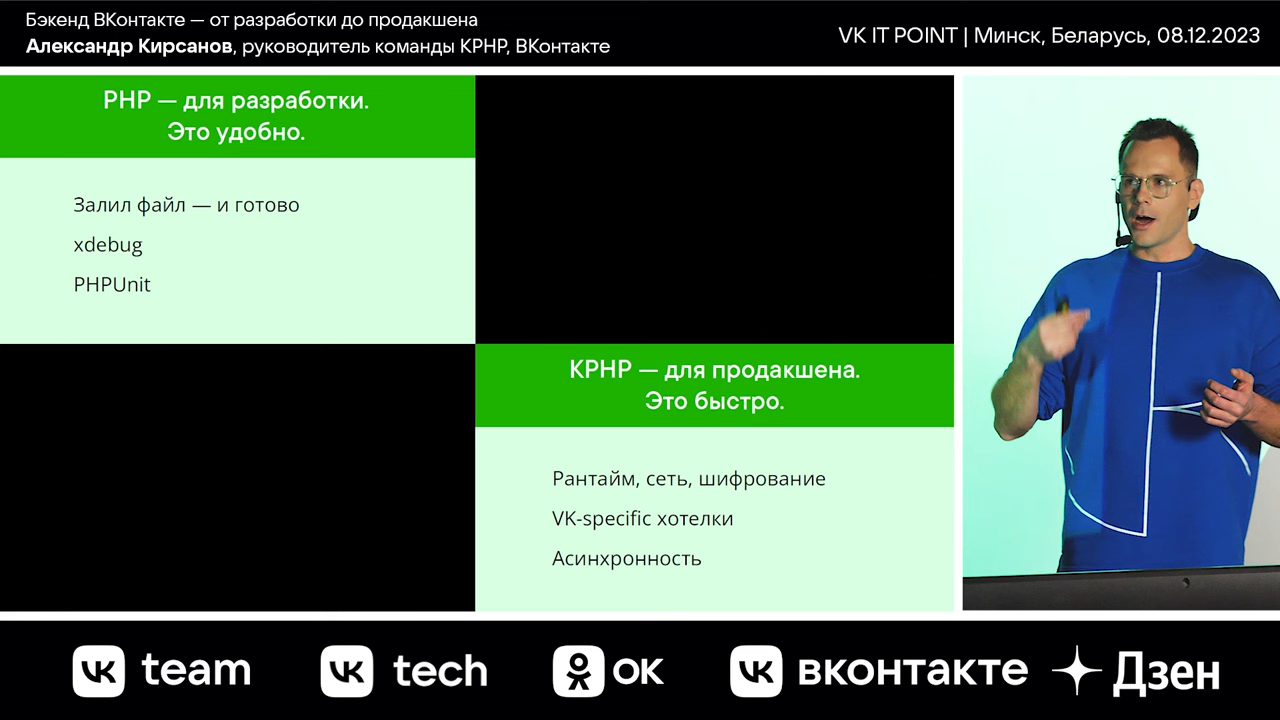 Бэкенд ВКонтакте — от разработки до продакшена
Александр Кирсанов, руководитель команды КРНР, ВКонтакте
VK IT POINT | Минск, Беларусь, 08.12.2023
PHP — для разработки.
Это удобно.
Залил файл — и готово
xdebug
PHPUnit
KPHP — для продакшена.
Это быстро.
Рантайм, сеть, шифрование
VK-specific хотелки
Асинхронность
team
tech
ОК
вконтакте
Дзен